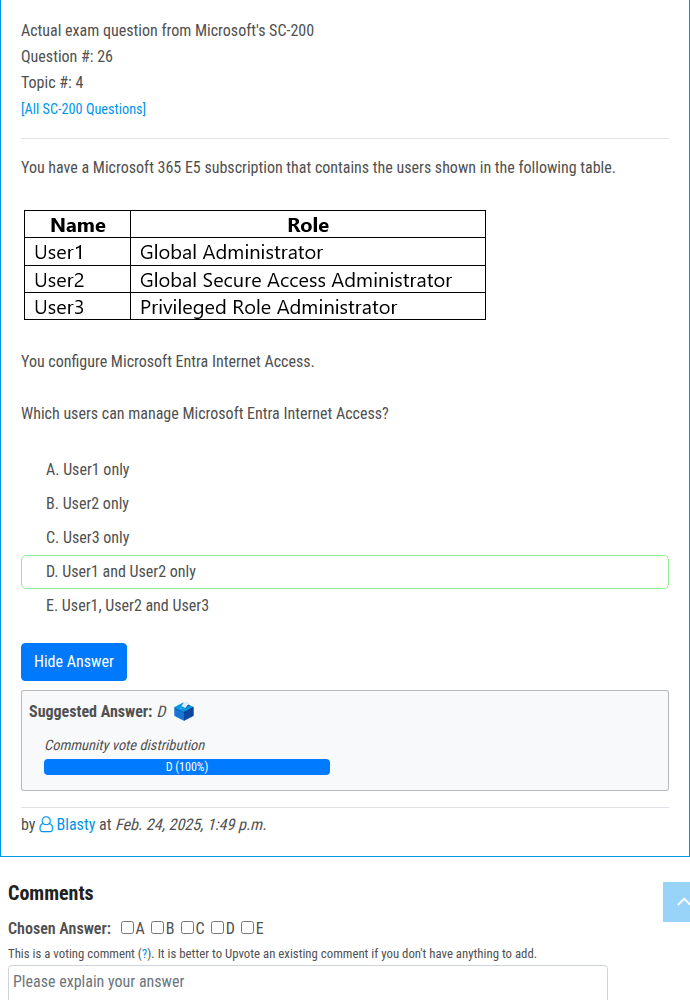 Actual exam question from Microsoft's SC-200
Question #: 26
Topic #: 4
[All SC-200 Questions]
You have a Microsoft 365 E5 subscription that contains the users shown in the following table.
Name Role
User1 Global Administrator
User2 Global Secure Access Administrator
User3 Privileged Role Administrator
You configure Microsoft Entra Internet Access.
Which users can manage Microsoft Entra Internet Access?
A. User1 only
B. User2 only
C. User3 only
D. User1 and User2 only
E. User1, User2 and User3
Hide Answer
Suggested Answer: D
Community vote distribution
D (100%)
by Blasty at Feb. 24, 2025, 1:49 p.m.
Comments
Chosen Answer: A B C D E
This is a voting comment (?). It is better to Upvote an existing comment if you don't have anything to add.
Please explain your answer